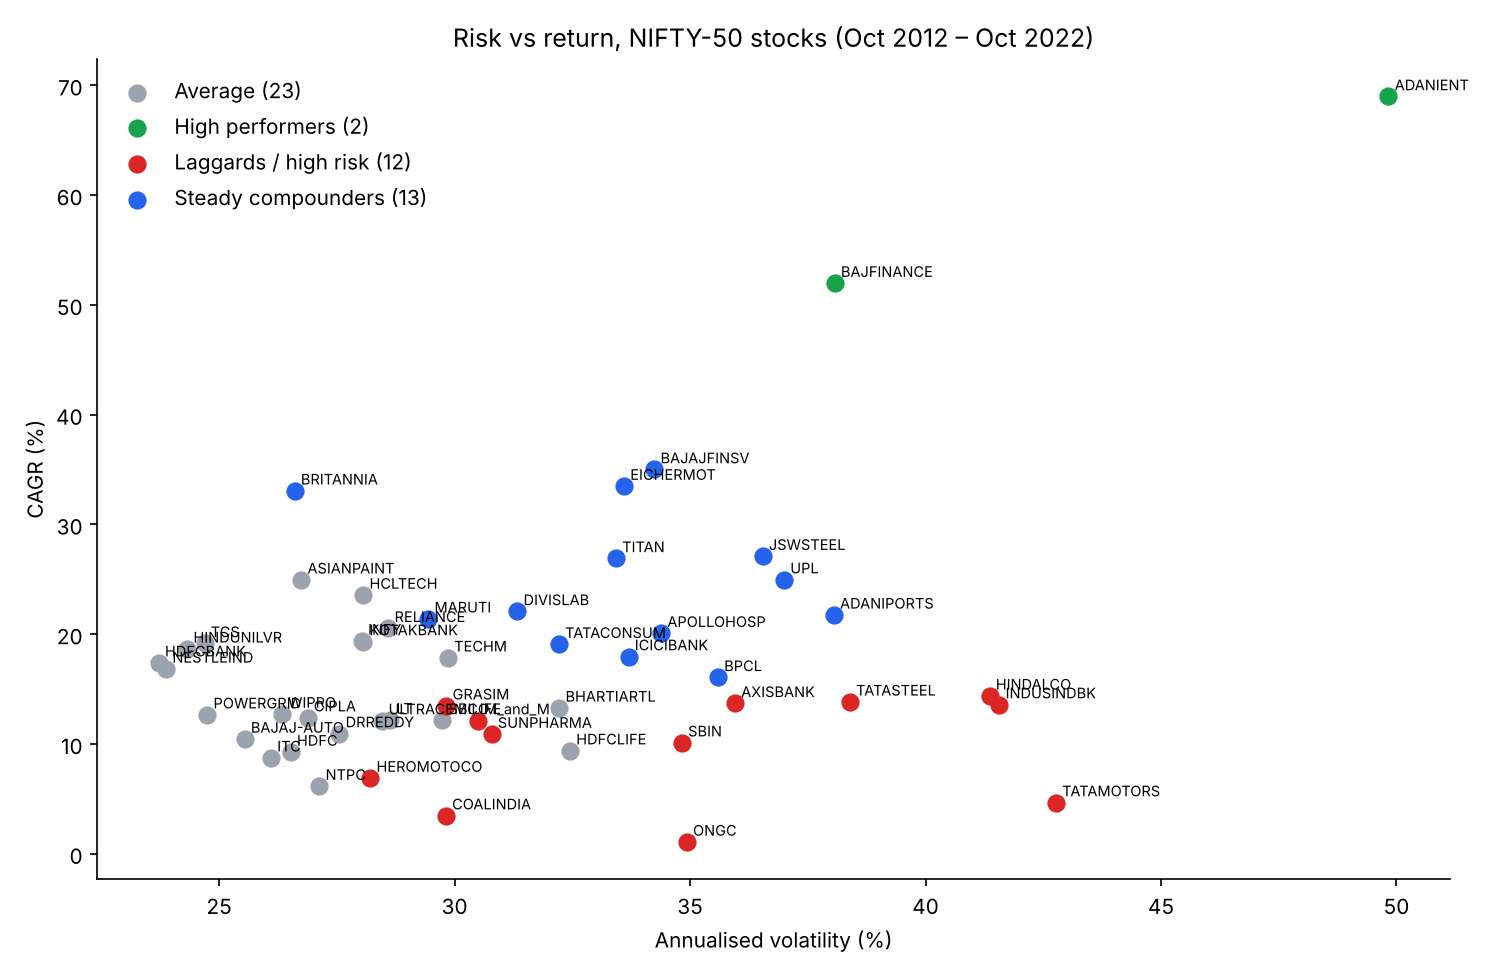 Risk vs return, NIFTY-50 stocks (Oct 2012 – Oct 2022)
Average (23)
High performers (2)
Laggards / high risk (12)
Steady compounders (13)
CAGR (%)
70
60
50
40
30
20
10
0
ADANIENT
BAJFINANCE
BAJAJFINSV
EICHERMOT
BRITANNIA
TITAN
JSWSTEEL
ASIANPAINT
UPL
HCLTECH
MARUTI
DIVISLAB
ADANIPORTS
RELIANCE
APOLLOHOSP
KOTAKBANK
TCS
HINDUNILVR
TATACONSUM
ICICIBANK
TECHM
HDFCBANK
NESTLEIND
BPCL
HINDALCO
INDUSINDBK
GRASIM
BHARTIARTL
AXISBANK
TATASTEEL
POWERGRID
WIPRO
CIPLA
SUNPHARMA
BAJAJ-AUTO
DRREDDY
SBIN
HDFCLIFE
ITC
HDFC
NTPC
HEROMOTOCO
COALINDIA
TATAMOTORS
ONGC
25
30
35
40
45
50
Annualised volatility (%)